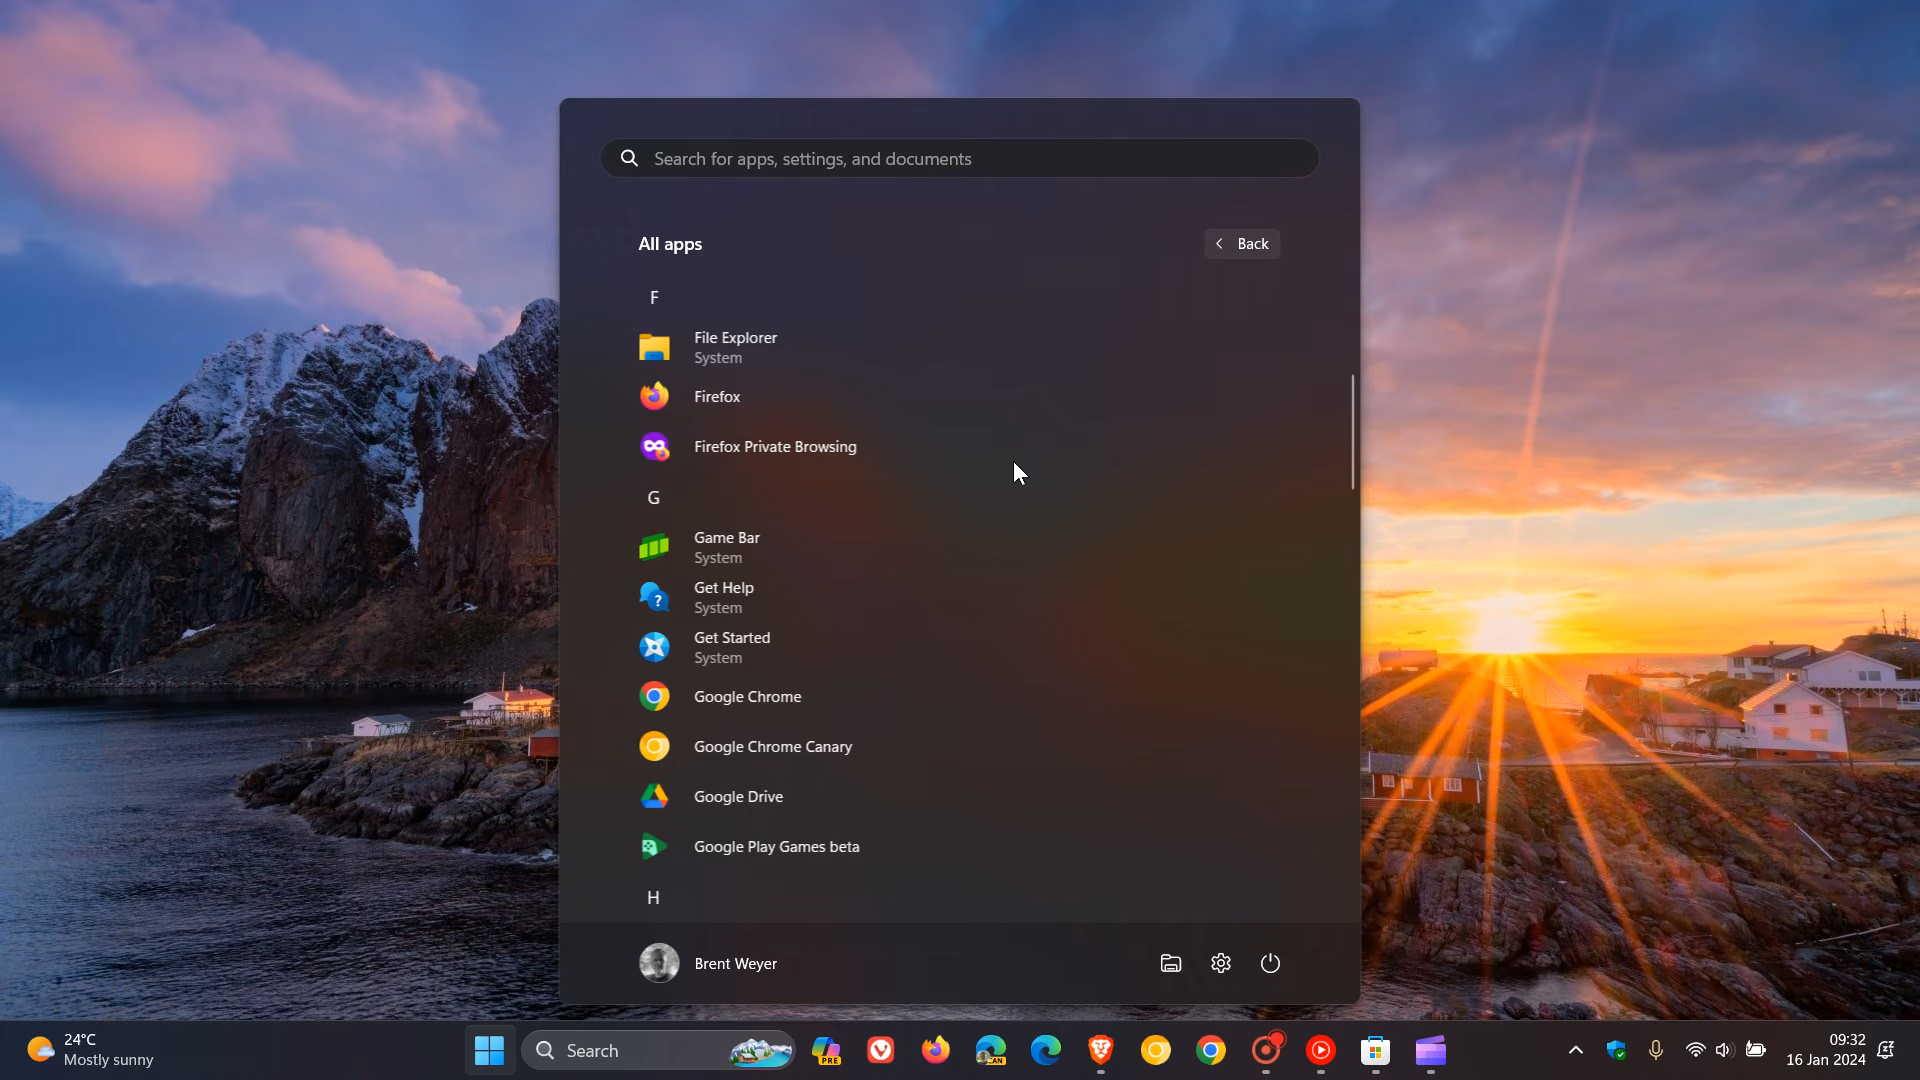 Search for apps, settings, and documents
All apps
Back
F
File Explorer
System
Firefox
Firefox Private Browsing
G
Game Bar
System
Get Help
System
Get Started
System
Google Chrome
Google Chrome Canary
Google Drive
Google Play Games beta
H
Brent Weyer
24°C
Mostly sunny
Search
PRE
CAN
09:32
16 Jan 2024